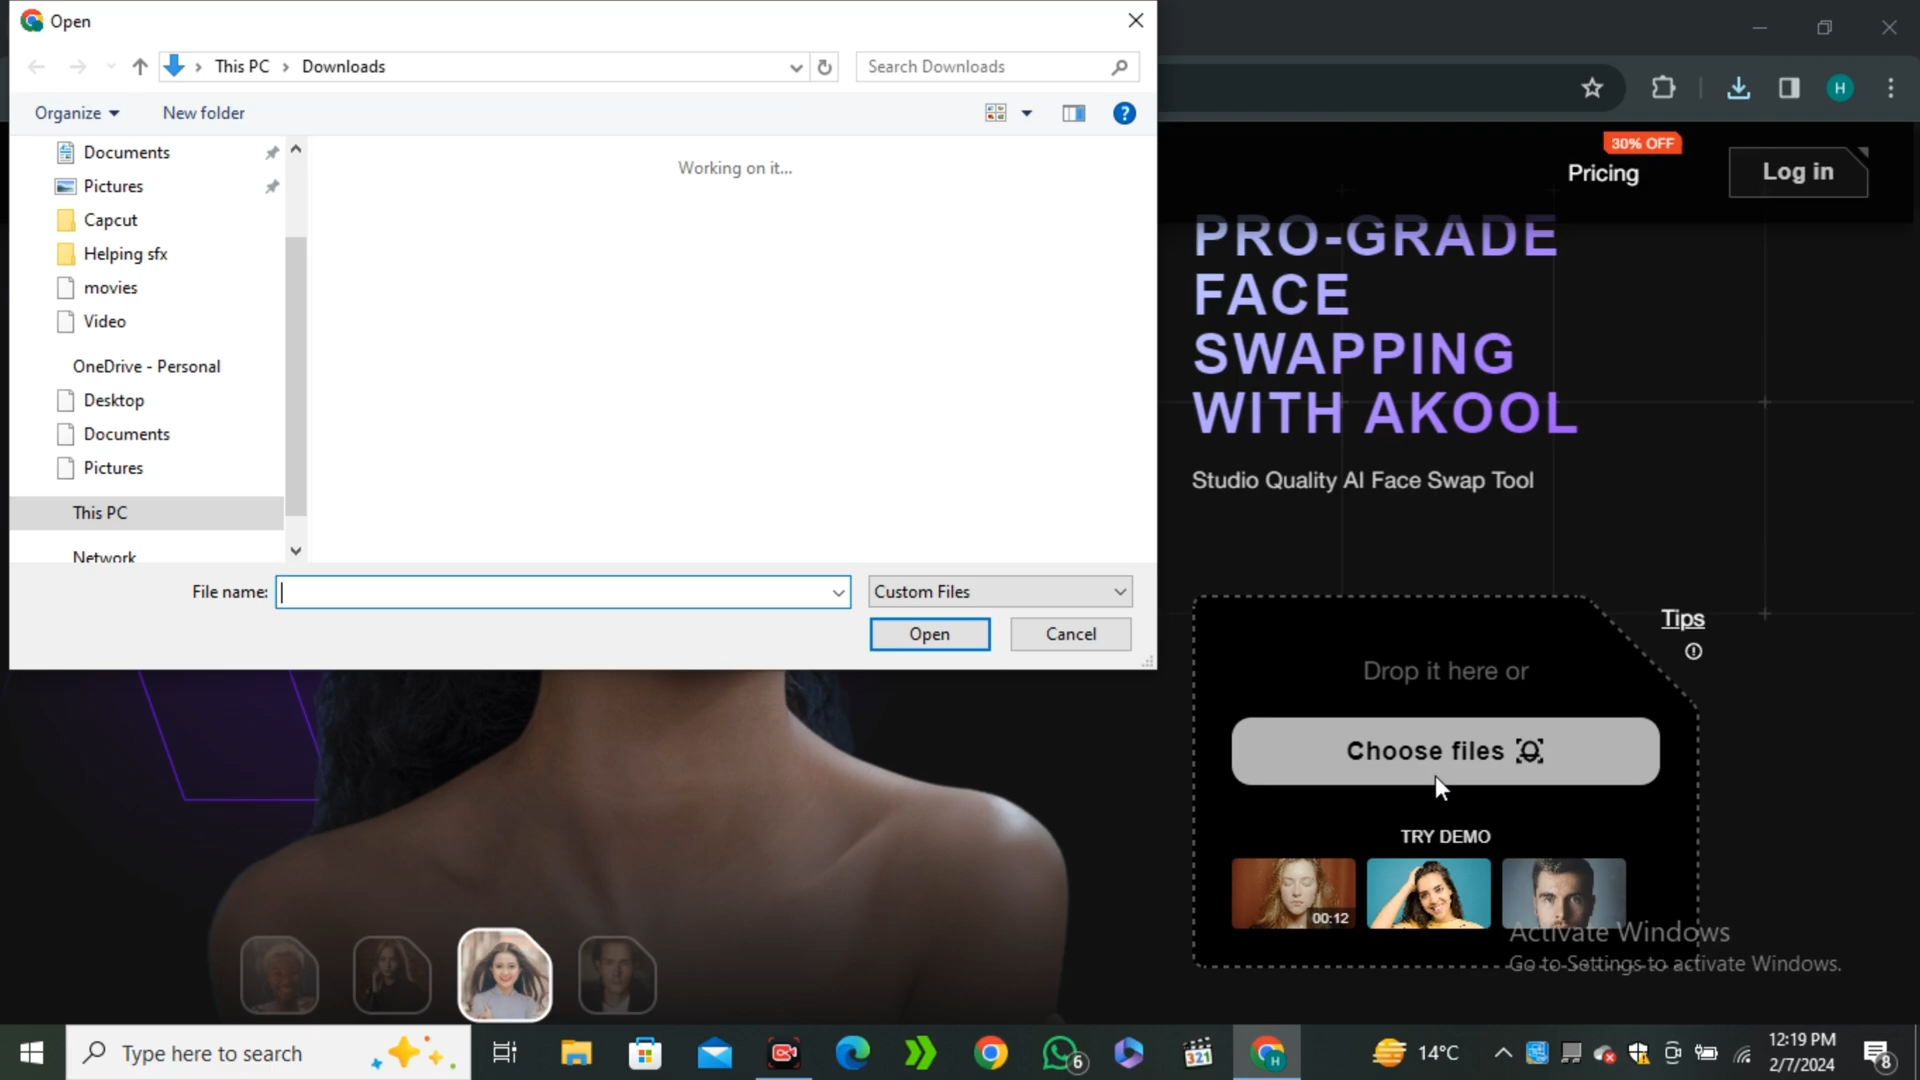 Open
This PC > Downloads
Search Downloads
Organize
New folder
Documents
Pictures
Capcut
Helping sfx
movies
Video
OneDrive - Personal
Desktop
Documents
Pictures
This PC
Network
Working on it...
File name:
Custom Files
Open
Cancel
30% OFF
Pricing
Log in
PRO-GRADE
FACE
SWAPPING
WITH AKOOL
Studio Quality AI Face Swap Tool
Tips
Drop it here or
Choose files
TRY DEMO
00:12
Activate Windows
Go to Settings to activate Windows.
Type here to search
6
321
H
H
14°C
12:19 PM
2/7/2024
8